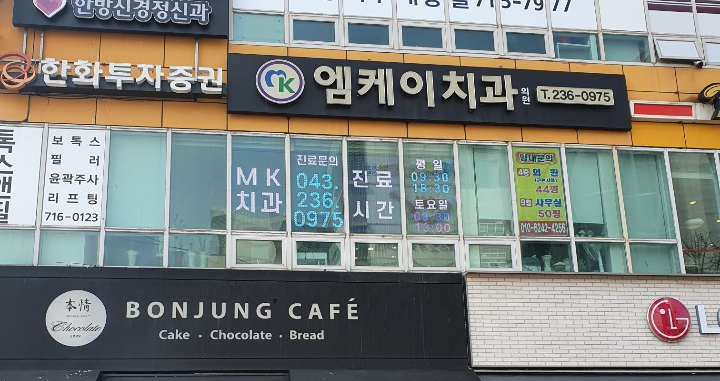 한방신경정신과
한화투자증권
mK 엠케이치과 의원 T.236-0975
보톡스
필러
윤곽주사
리프팅
716-0123
MK
치과
진료문의
043.
236.
0975
진료
시간
평일
09:30
18:30
토요일
09:30
13:00
임대문의
4층 의원
44평
9층 사무실
50평
010-8242-4256
本情
Chocolate
BONJUNG CAFÉ
Cake · Chocolate · Bread
LG